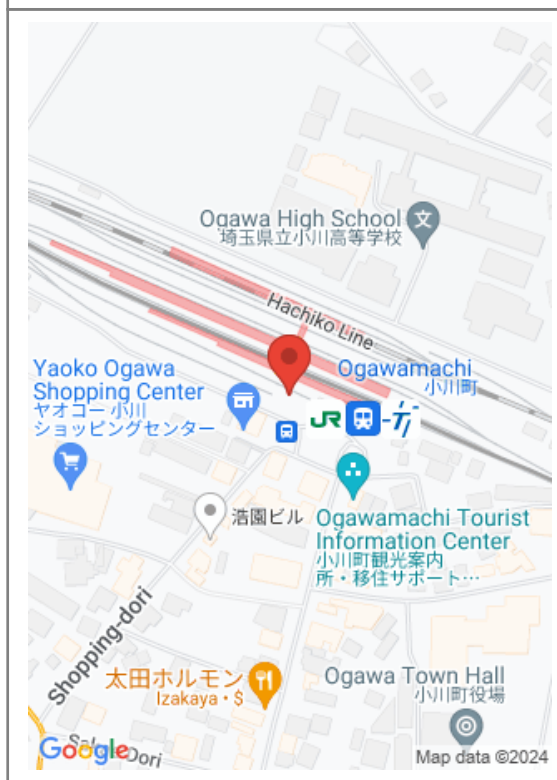 Ogawa High School
埼玉県立小川高等学校
Hachiko Line
Yaoko Ogawa
Shopping Center
ヤオコー 小川
ショッピングセンター
Ogawamachi
小川町
JR
浩園ビル
Ogawamachi Tourist
Information Center
小川町観光案内
所・移住サポート…
Shopping-dori
太田ホルモン
Izakaya・$
Ogawa Town Hall
小川町役場
Google
Map data ©2024